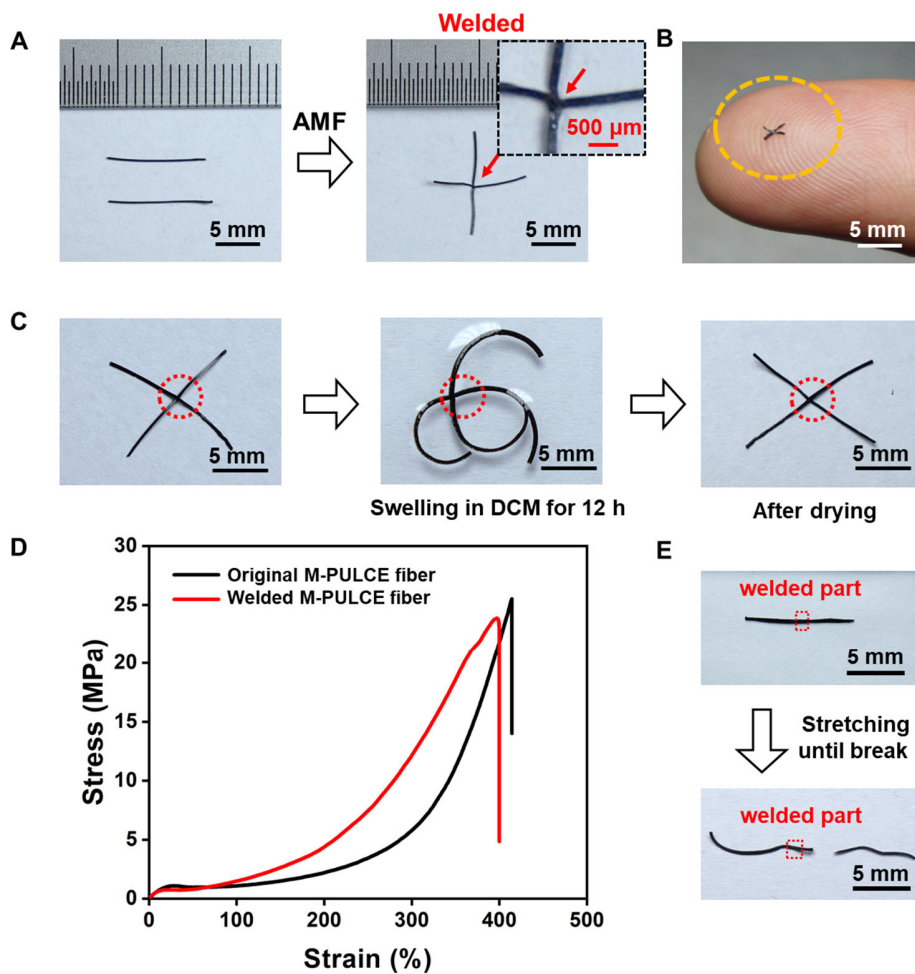 A
AMF
5 mm
Welded
500 µm
5 mm
B
5 mm
C
5 mm
5 mm
Swelling in DCM for 12 h
5 mm
After drying
D
Stress (MPa)
30
25
20
15
10
5
0
Original M-PULCE fiber
Welded M-PULCE fiber
0
100
200
300
400
500
Strain (%)
E
welded part
5 mm
Stretching
until break
welded part
5 mm